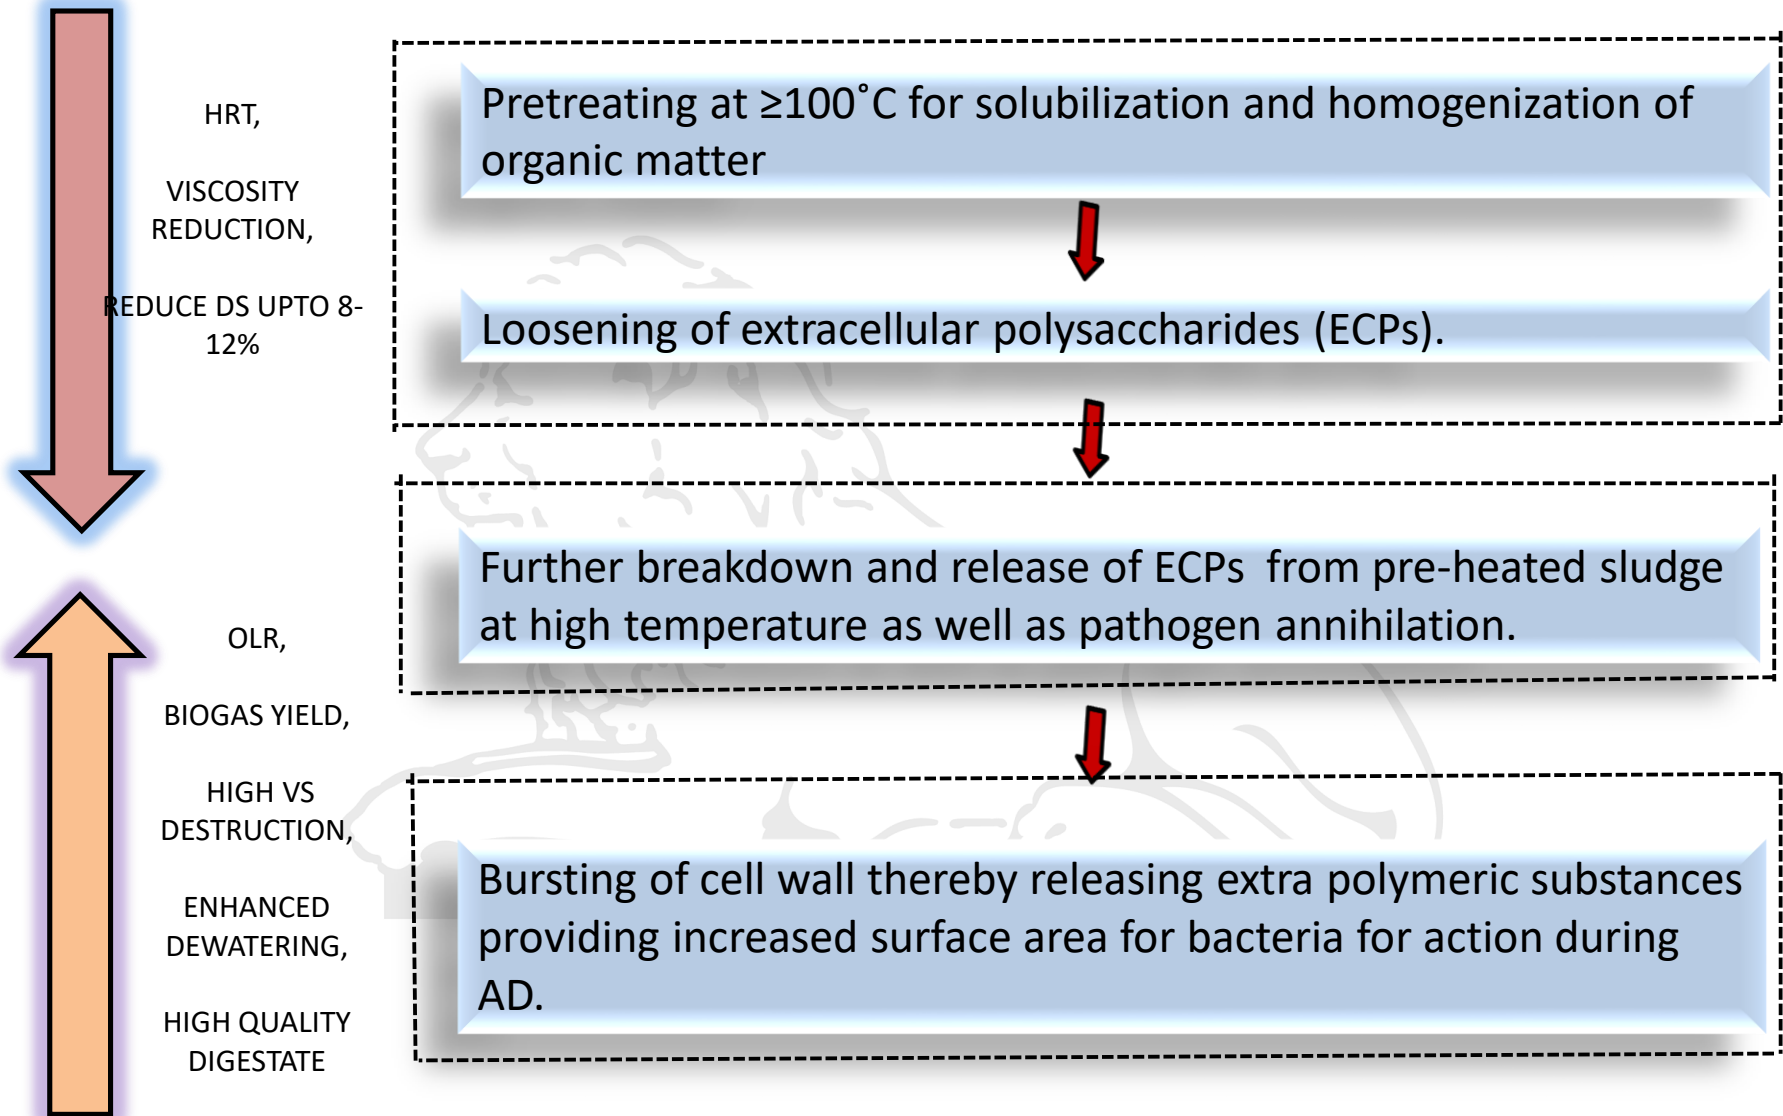 HRT,
VISCOSITY
REDUCTION,
REDUCE DS UPTO 8-
12%
Pretreating at ≥100˚C for solubilization and homogenization of
organic matter
Loosening of extracellular polysaccharides (ECPs).
Further breakdown and release of ECPs from pre-heated sludge
at high temperature as well as pathogen annihilation.
OLR,
BIOGAS YIELD,
HIGH VS
DESTRUCTION,
ENHANCED
DEWATERING,
HIGH QUALITY
DIGESTATE
Bursting of cell wall thereby releasing extra polymeric substances
providing increased surface area for bacteria for action during
AD.